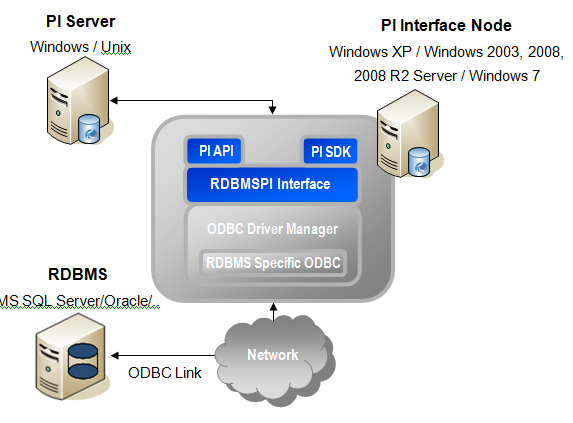 PI Server
Windows / Unix
PI Interface Node
Windows XP / Windows 2003, 2008,
2008 R2 Server / Windows 7
PI API
PI SDK
RDBMSPI Interface
ODBC Driver Manager
RDBMS Specific ODBC
RDBMS
MS SQL Server/Oracle/..
Network
ODBC Link